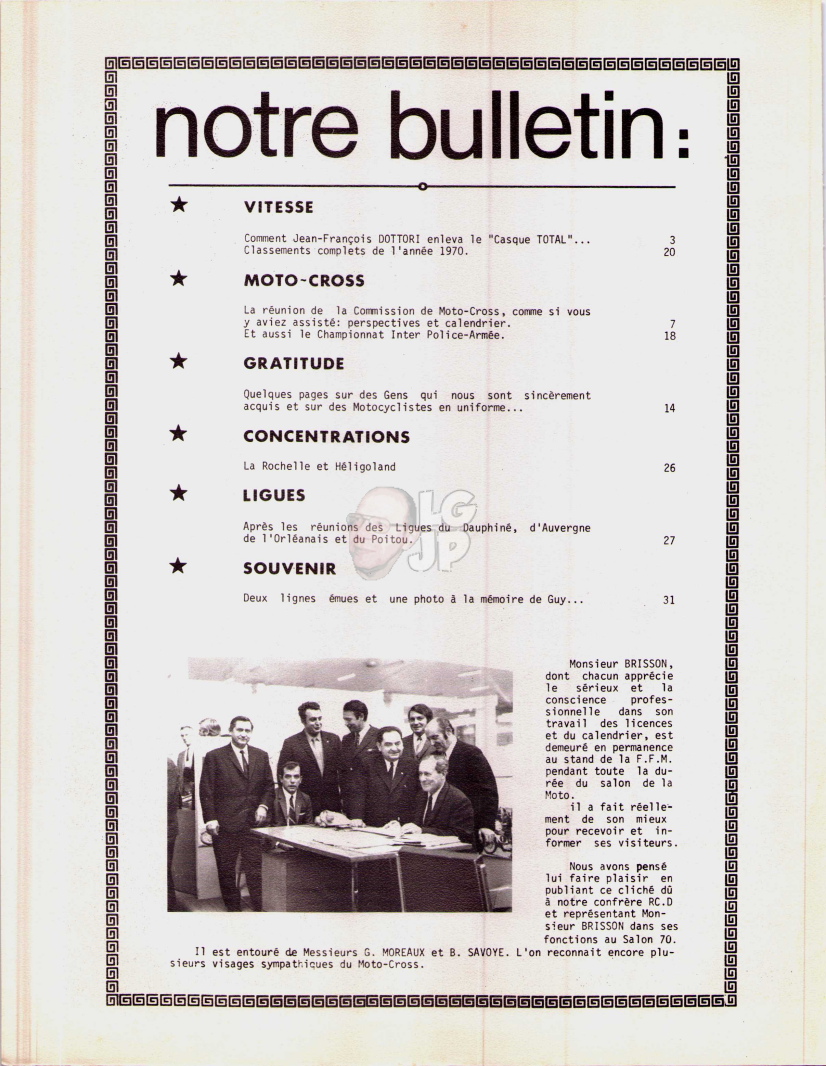 notre bulletin:
★ VITESSE
Comment Jean-François DOTTORI enleva le "Casque TOTAL"... 3
Classements complets de l'année 1970. 20
★ MOTO-CROSS
La réunion de la Commission de Moto-Cross, comme si vous
y aviez assisté: perspectives et calendrier. 7
Et aussi le Championnat Inter Police-Armée. 18
★ GRATITUDE
Quelques pages sur des Gens qui nous sont sincèrement
acquis et sur des Motocyclistes en uniforme... 14
★ CONCENTRATIONS
La Rochelle et Héligoland 26
★ LIGUES
Après les réunions des Ligues du Dauphiné, d'Auvergne
de l'Orléanais et du Poitou. 27
★ SOUVENIR
Deux lignes émues et une photo à la mémoire de Guy... 31
LG
JP
Monsieur BRISSON,
dont chacun apprécie
le sérieux et la
conscience profes-
sionnelle dans son
travail des licences
et du calendrier, est
demeuré en permanence
au stand de la F.F.M.
pendant toute la du-
rée du salon de la
Moto.
il a fait réelle-
ment de son mieux
pour recevoir et in-
former ses visiteurs.
Nous avons pensé
lui faire plaisir en
publiant ce cliché dû
à notre confrère RC.D
et représentant Mon-
sieur BRISSON dans ses
fonctions au Salon 70.
Il est entouré de Messieurs G. MOREAUX et B. SAVOYE. L'on reconnait encore plu-
sieurs visages sympathiques du Moto-Cross.